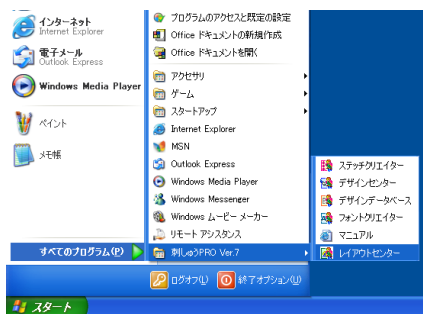 インターネット
Internet Explorer
電子メール
Outlook Express
Windows Media Player
ペイント
メモ帳
すべてのプログラム(P)
プログラムのアクセスと既定の設定
Office ドキュメントの新規作成
Office ドキュメントを開く
アクセサリ
ゲーム
スタートアップ
Internet Explorer
MSN
Outlook Express
Windows Media Player
Windows Messenger
Windows ムービー メーカー
リモート アシスタンス
刺しゅうPRO Ver.7
ステッチクリエイター
デザインセンター
デザインデータベース
フォントクリエイター
マニュアル
レイアウトセンター
ログオフ(L)
終了オプション(U)
スタート